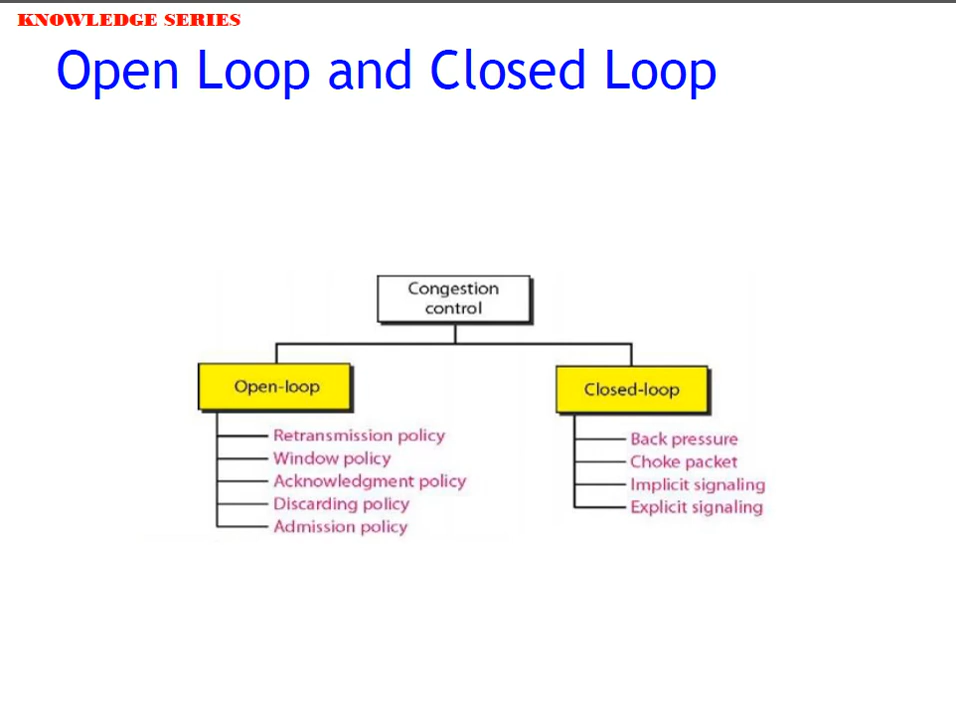 KNOWLEDGE SERIES
Open Loop and Closed Loop
Congestion
control
Open-loop
Retransmission policy
Window policy
Acknowledgment policy
Discarding policy
Admission policy
Closed-loop
Back pressure
Choke packet
Implicit signaling
Explicit signaling